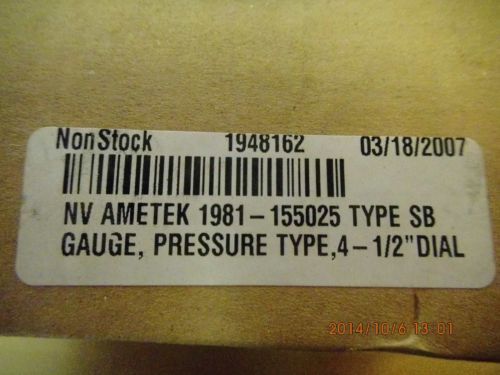 NonStock 1948162 03/18/2007
NV AMETEK 1981-155025 TYPE SB
GAUGE, PRESSURE TYPE,4-1/2"DIAL
2014/10/6 13:01